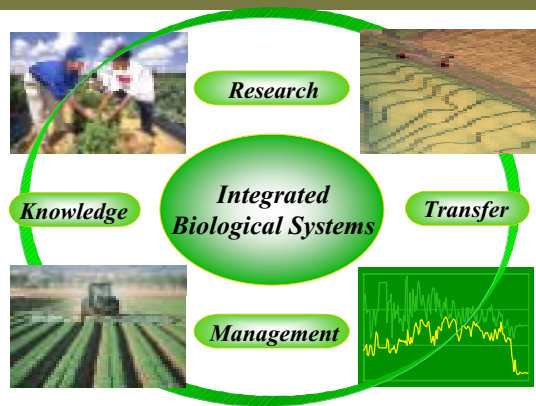 Research
Knowledge
Integrated
Biological Systems
Transfer
Management